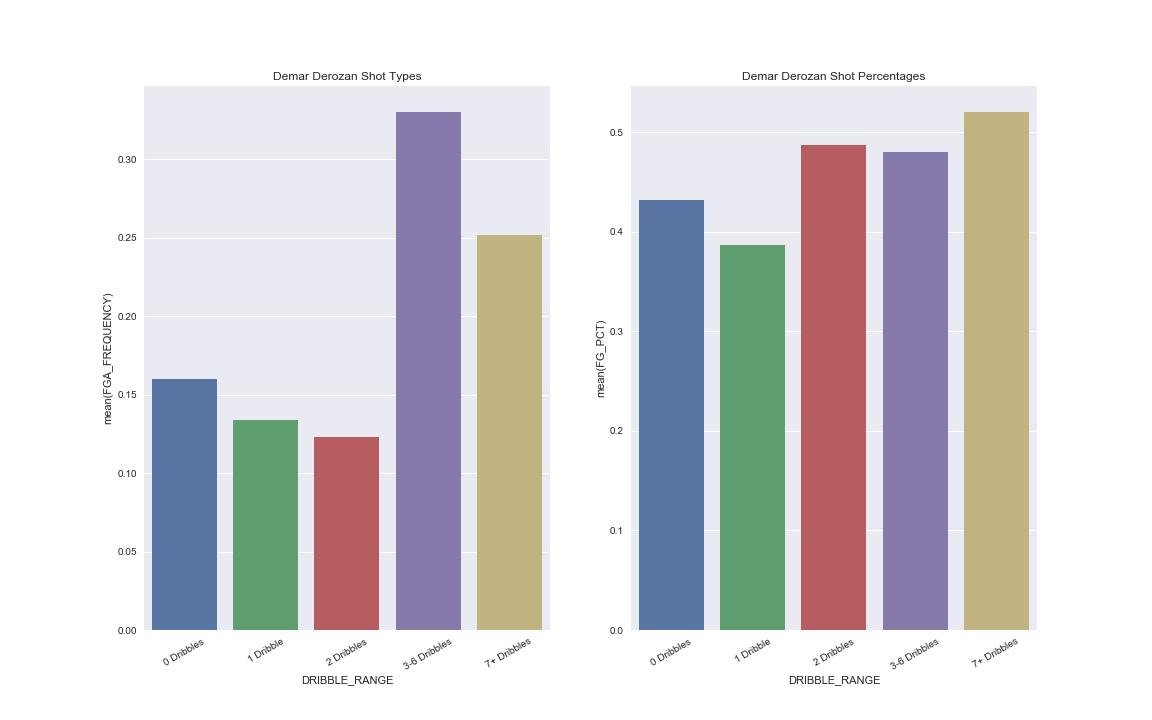 Demar Derozan Shot Types
mean(FGA_FREQUENCY)
0.30
0.25
0.20
0.15
0.10
0.05
0.00
0 Dribbles
1 Dribble
2 Dribbles
3-6 Dribbles
7+ Dribbles
DRIBBLE_RANGE
Demar Derozan Shot Percentages
mean(FG_PCT)
0.5
0.4
0.3
0.2
0.1
0.0
0 Dribbles
1 Dribble
2 Dribbles
3-6 Dribbles
7+ Dribbles
DRIBBLE_RANGE